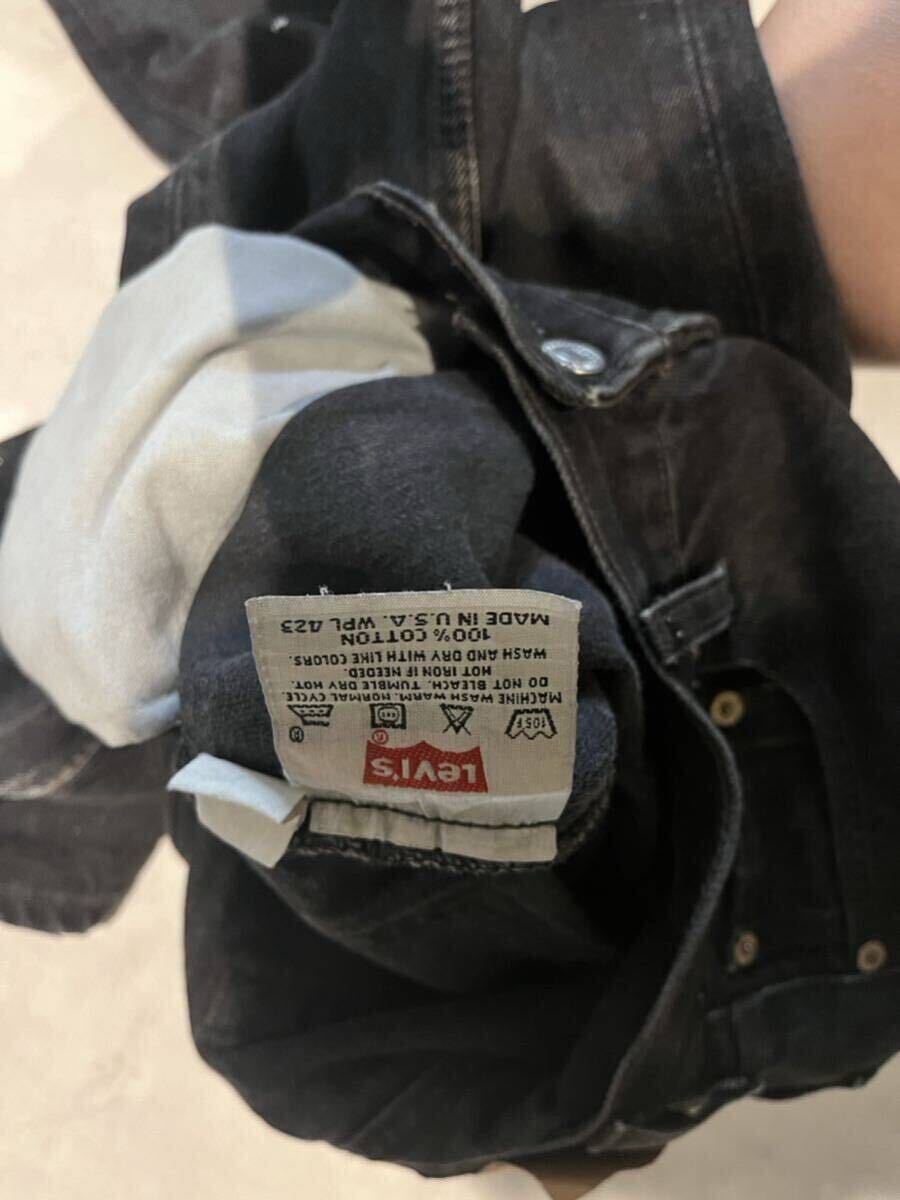 LEVI'S
®
105F
MACHINE WASH WARM. NORMAL CYCLE.
DO NOT BLEACH. TUMBLE DRY HOT.
HOT IRON IF NEEDED.
WASH AND DRY WITH LIKE COLORS.
100% COTTON
MADE IN U.S.A. WPL 423